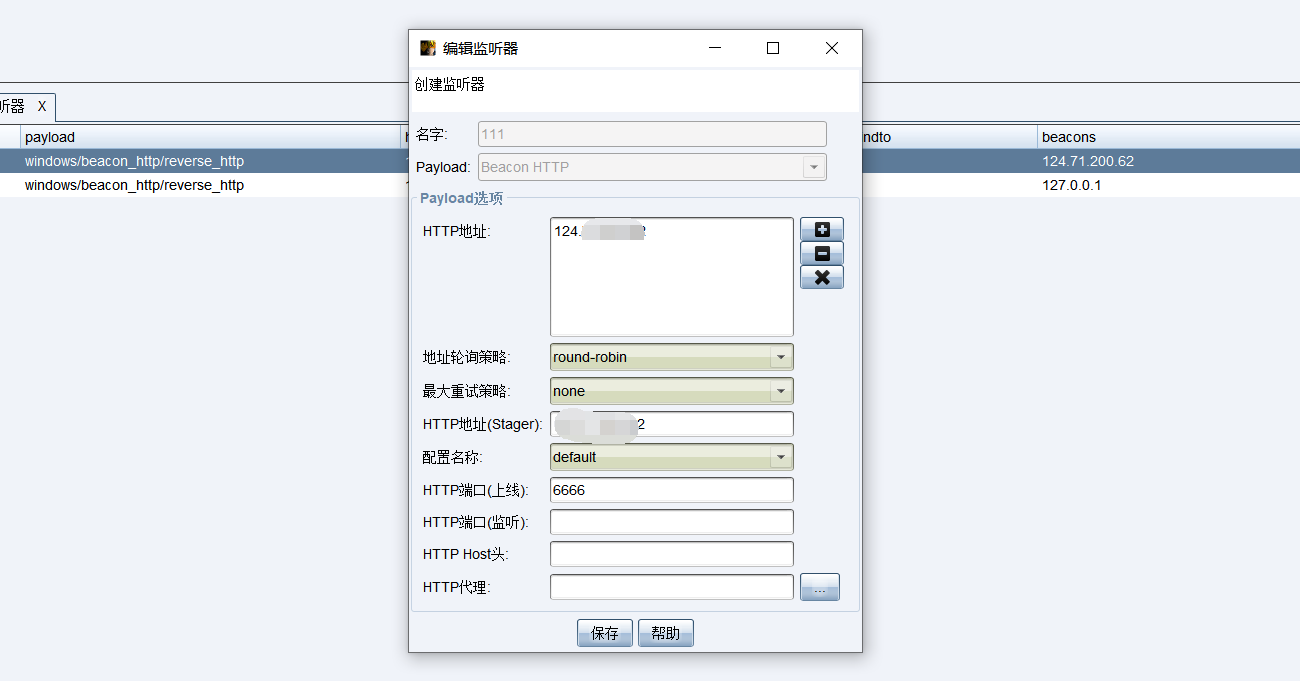 编辑监听器
创建监听器
听器 X
payload ndto beacons
windows/beacon_http/reverse_http 124.71.200.62
windows/beacon_http/reverse_http 127.0.0.1
名字: 111
Payload: Beacon HTTP
Payload选项
HTTP地址: 124.
地址轮询策略: round-robin
最大重试策略: none
HTTP地址(Stager): 2
配置名称: default
HTTP端口(上线): 6666
HTTP端口(监听):
HTTP Host头:
HTTP代理: ...
保存 帮助